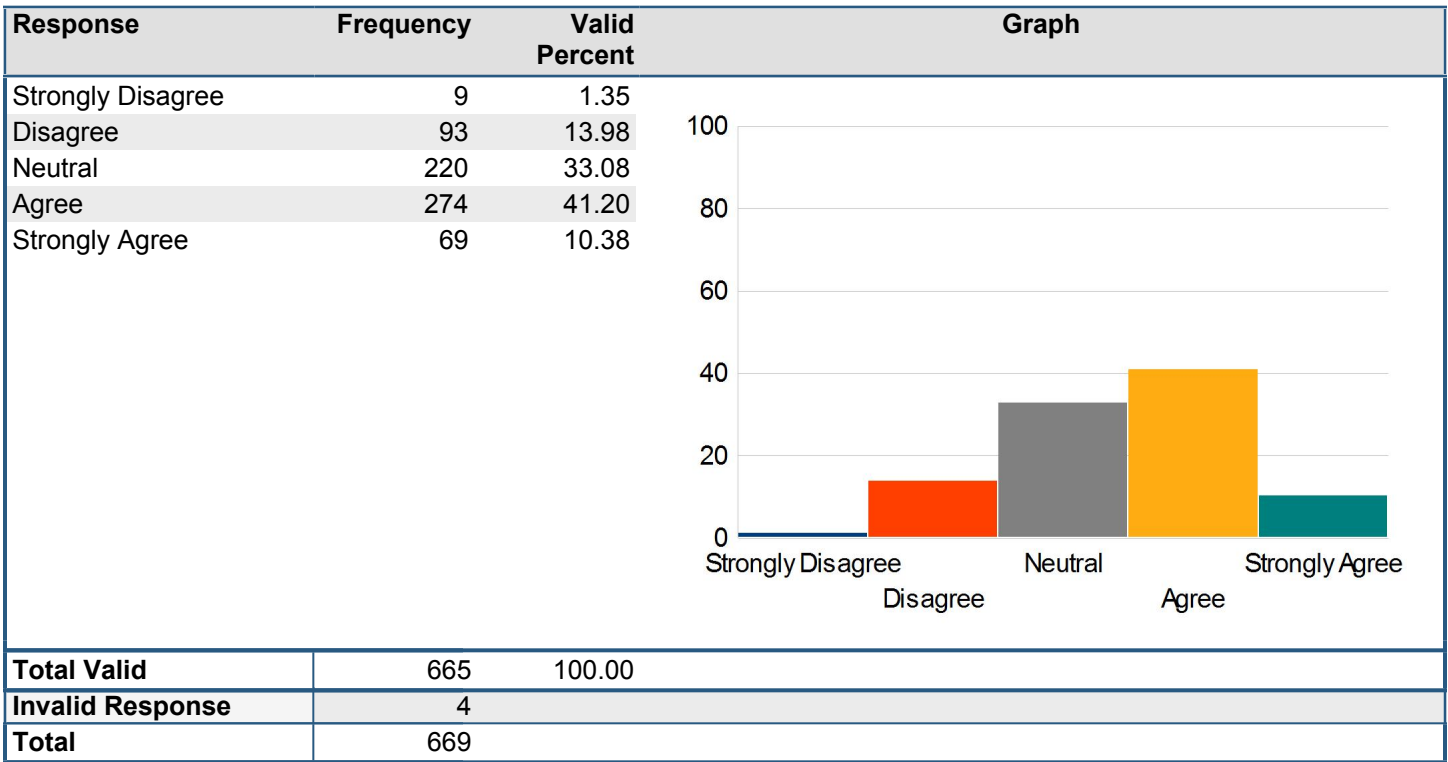 Response Frequency Valid Percent Graph
Strongly Disagree 9 1.35
Disagree 93 13.98
Neutral 220 33.08
Agree 274 41.20
Strongly Agree 69 10.38
100
80
60
40
20
0
Strongly Disagree Neutral Strongly Agree
Disagree Agree
Total Valid 665 100.00
Invalid Response 4
Total 669